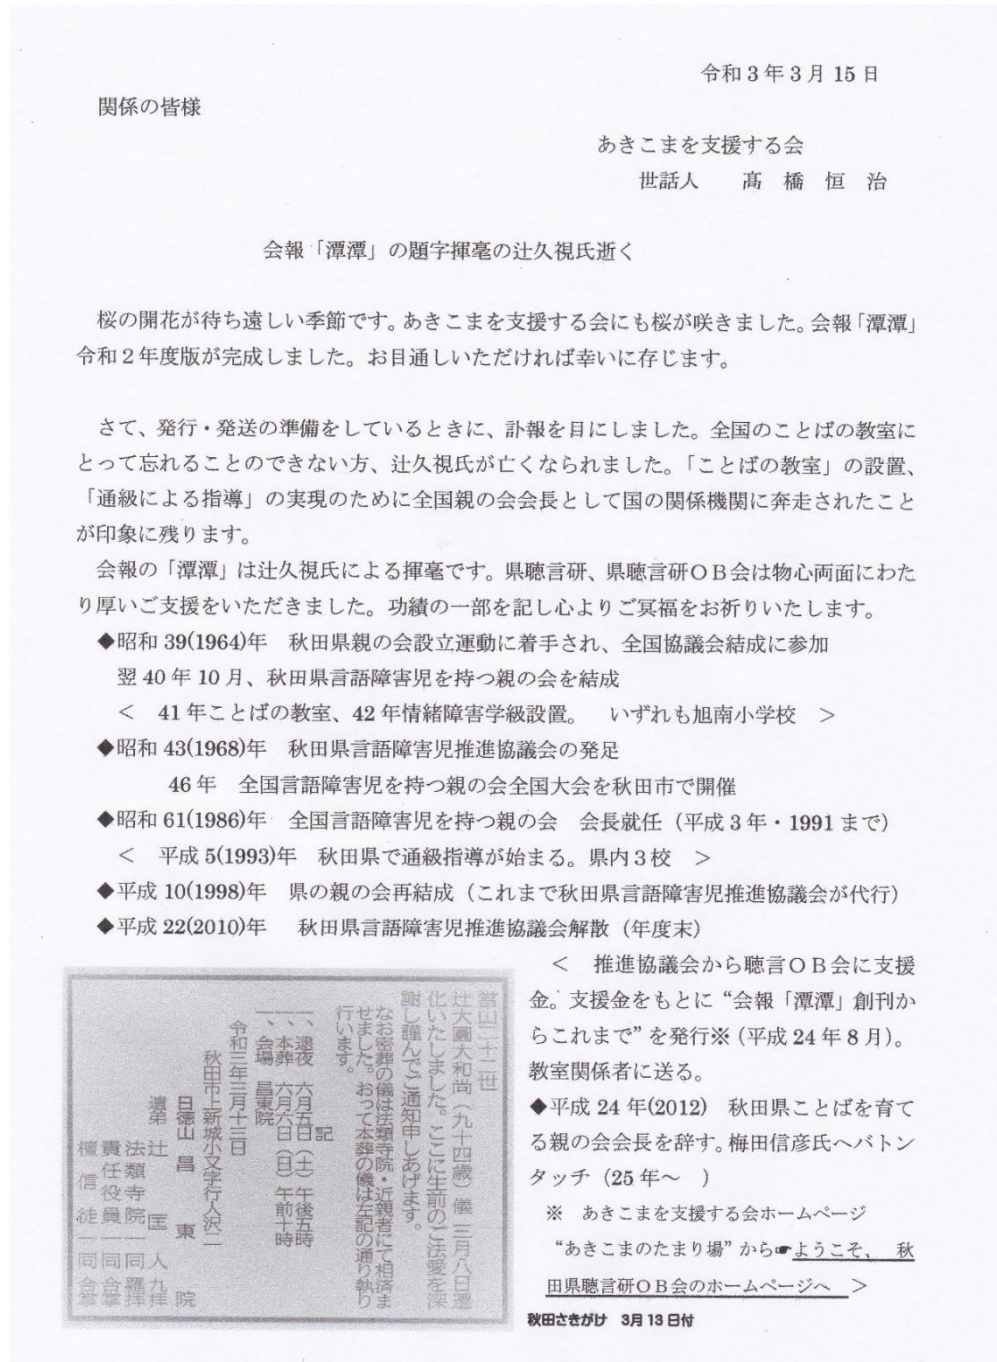 令和3年3月15日
関係の皆様
あきこまを支援する会
世話人　髙橋恒治
会報「潭潭」の題字揮毫の辻久視氏逝く
桜の開花が待ち遠しい季節です。あきこまを支援する会にも桜が咲きました。会報「潭潭」
令和2年度版が完成しました。お目通しいただければ幸いに存じます。
さて、発行・発送の準備をしているときに、訃報を目にしました。全国のことばの教室に
とって忘れることのできない方、辻久視氏が亡くなられました。「ことばの教室」の設置、
「通級による指導」の実現のために全国親の会会長として国の関係機関に奔走されたこと
が印象に残ります。
会報の「潭潭」は辻久視氏による揮毫です。県聴言研、県聴言研OB会は物心両面にわた
り厚いご支援をいただきました。功績の一部を記し心よりご冥福をお祈りいたします。
◆昭和39(1964)年　秋田県親の会設立運動に着手され、全国協議会結成に参加
翌40年10月、秋田県言語障害児を持つ親の会を結成
＜　41年ことばの教室、42年情緒障害学級設置。　いずれも旭南小学校　＞
◆昭和43(1968)年　秋田県言語障害児推進協議会の発足
46年　全国言語障害児を持つ親の会全国大会を秋田市で開催
◆昭和61(1986)年　全国言語障害児を持つ親の会　会長就任（平成3年・1991まで）
＜　平成5(1993)年　秋田県で通級指導が始まる。県内3校　＞
◆平成10(1998)年　県の親の会再結成（これまで秋田県言語障害児推進協議会が代行）
◆平成22(2010)年　秋田県言語障害児推進協議会解散（年度末）
＜　推進協議会から聴言OB会に支援
金。支援金をもとに“会報「潭潭」創刊か
らこれまで”を発行※（平成24年8月）。
教室関係者に送る。
◆平成24年(2012)　秋田県ことばを育て
る親の会会長を辞す。梅田信彦氏へバトン
タッチ（25年～　）
※　あきこまを支援する会ホームページ
“あきこまのたまり場”から☛ようこそ、　秋
田県聴言研OB会のホームページへ　＞
當山二十二世
辻大圓大和尚（九十四歳）儀 三月八日遷
化いたしました。ここに生前のご法愛を深
謝し謹んでご通知申しあげます。
なお密葬の儀は法類寺院・近親者にて相済ま
せました。おって本葬の儀は左記の通り執り
行います。
記
一、逮夜　六月五日（土）午後五時
一、本葬　六月六日（日）午前十時
一、会場　昌東院
令和三年三月十三日
秋田市上新城小又字行人沢二
日徳山　昌東院
遺弟　辻　匡人　九拝
法類寺院一同　羅拝
責任役員一同　合掌
檀信徒一同　合掌
秋田さきがけ　3月13日付